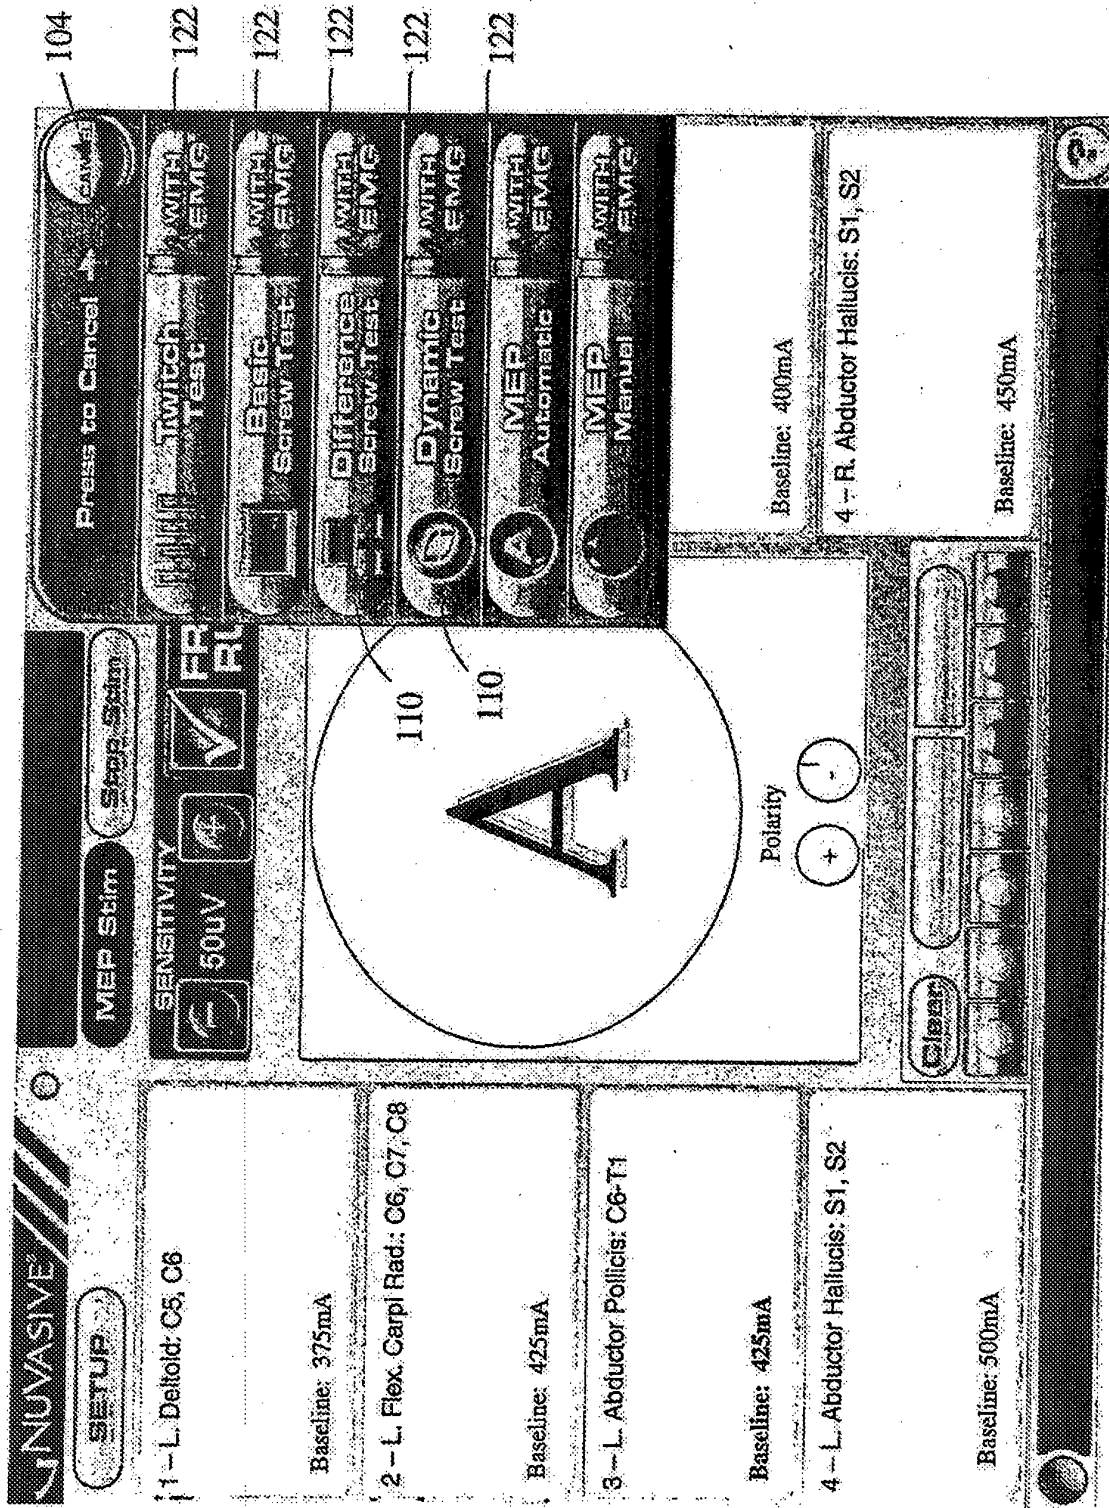 NUVASIVE
SETUP
1 – L. Deltoid: C5, C6
Baseline: 375mA
2 – L. Flex. Carpi Rad.: C6, C7, C8
Baseline: 425mA
3 – L. Abductor Pollicis: C6-T1
Baseline: 425mA
4 – L. Abductor Hallucis: S1, S2
Baseline: 500mA
MEP Stim
Stop Stim
SENSITIVITY
-
50uV
+
FR
RU
A
Polarity
+
-
Clear
Press to Cancel
104
Twitch
Test
WITH
EMG
122
Basic
Screw Test
WITH
EMG
122
Difference
Screw Test
WITH
EMG
122
Dynamic
Screw Test
WITH
EMG
122
MEP
Automatic
A
WITH
EMG
122
MEP
Manual
WITH
EMG
110
110
Baseline: 400mA
4 – R. Abductor Hallucis: S1, S2
Baseline: 450mA
?